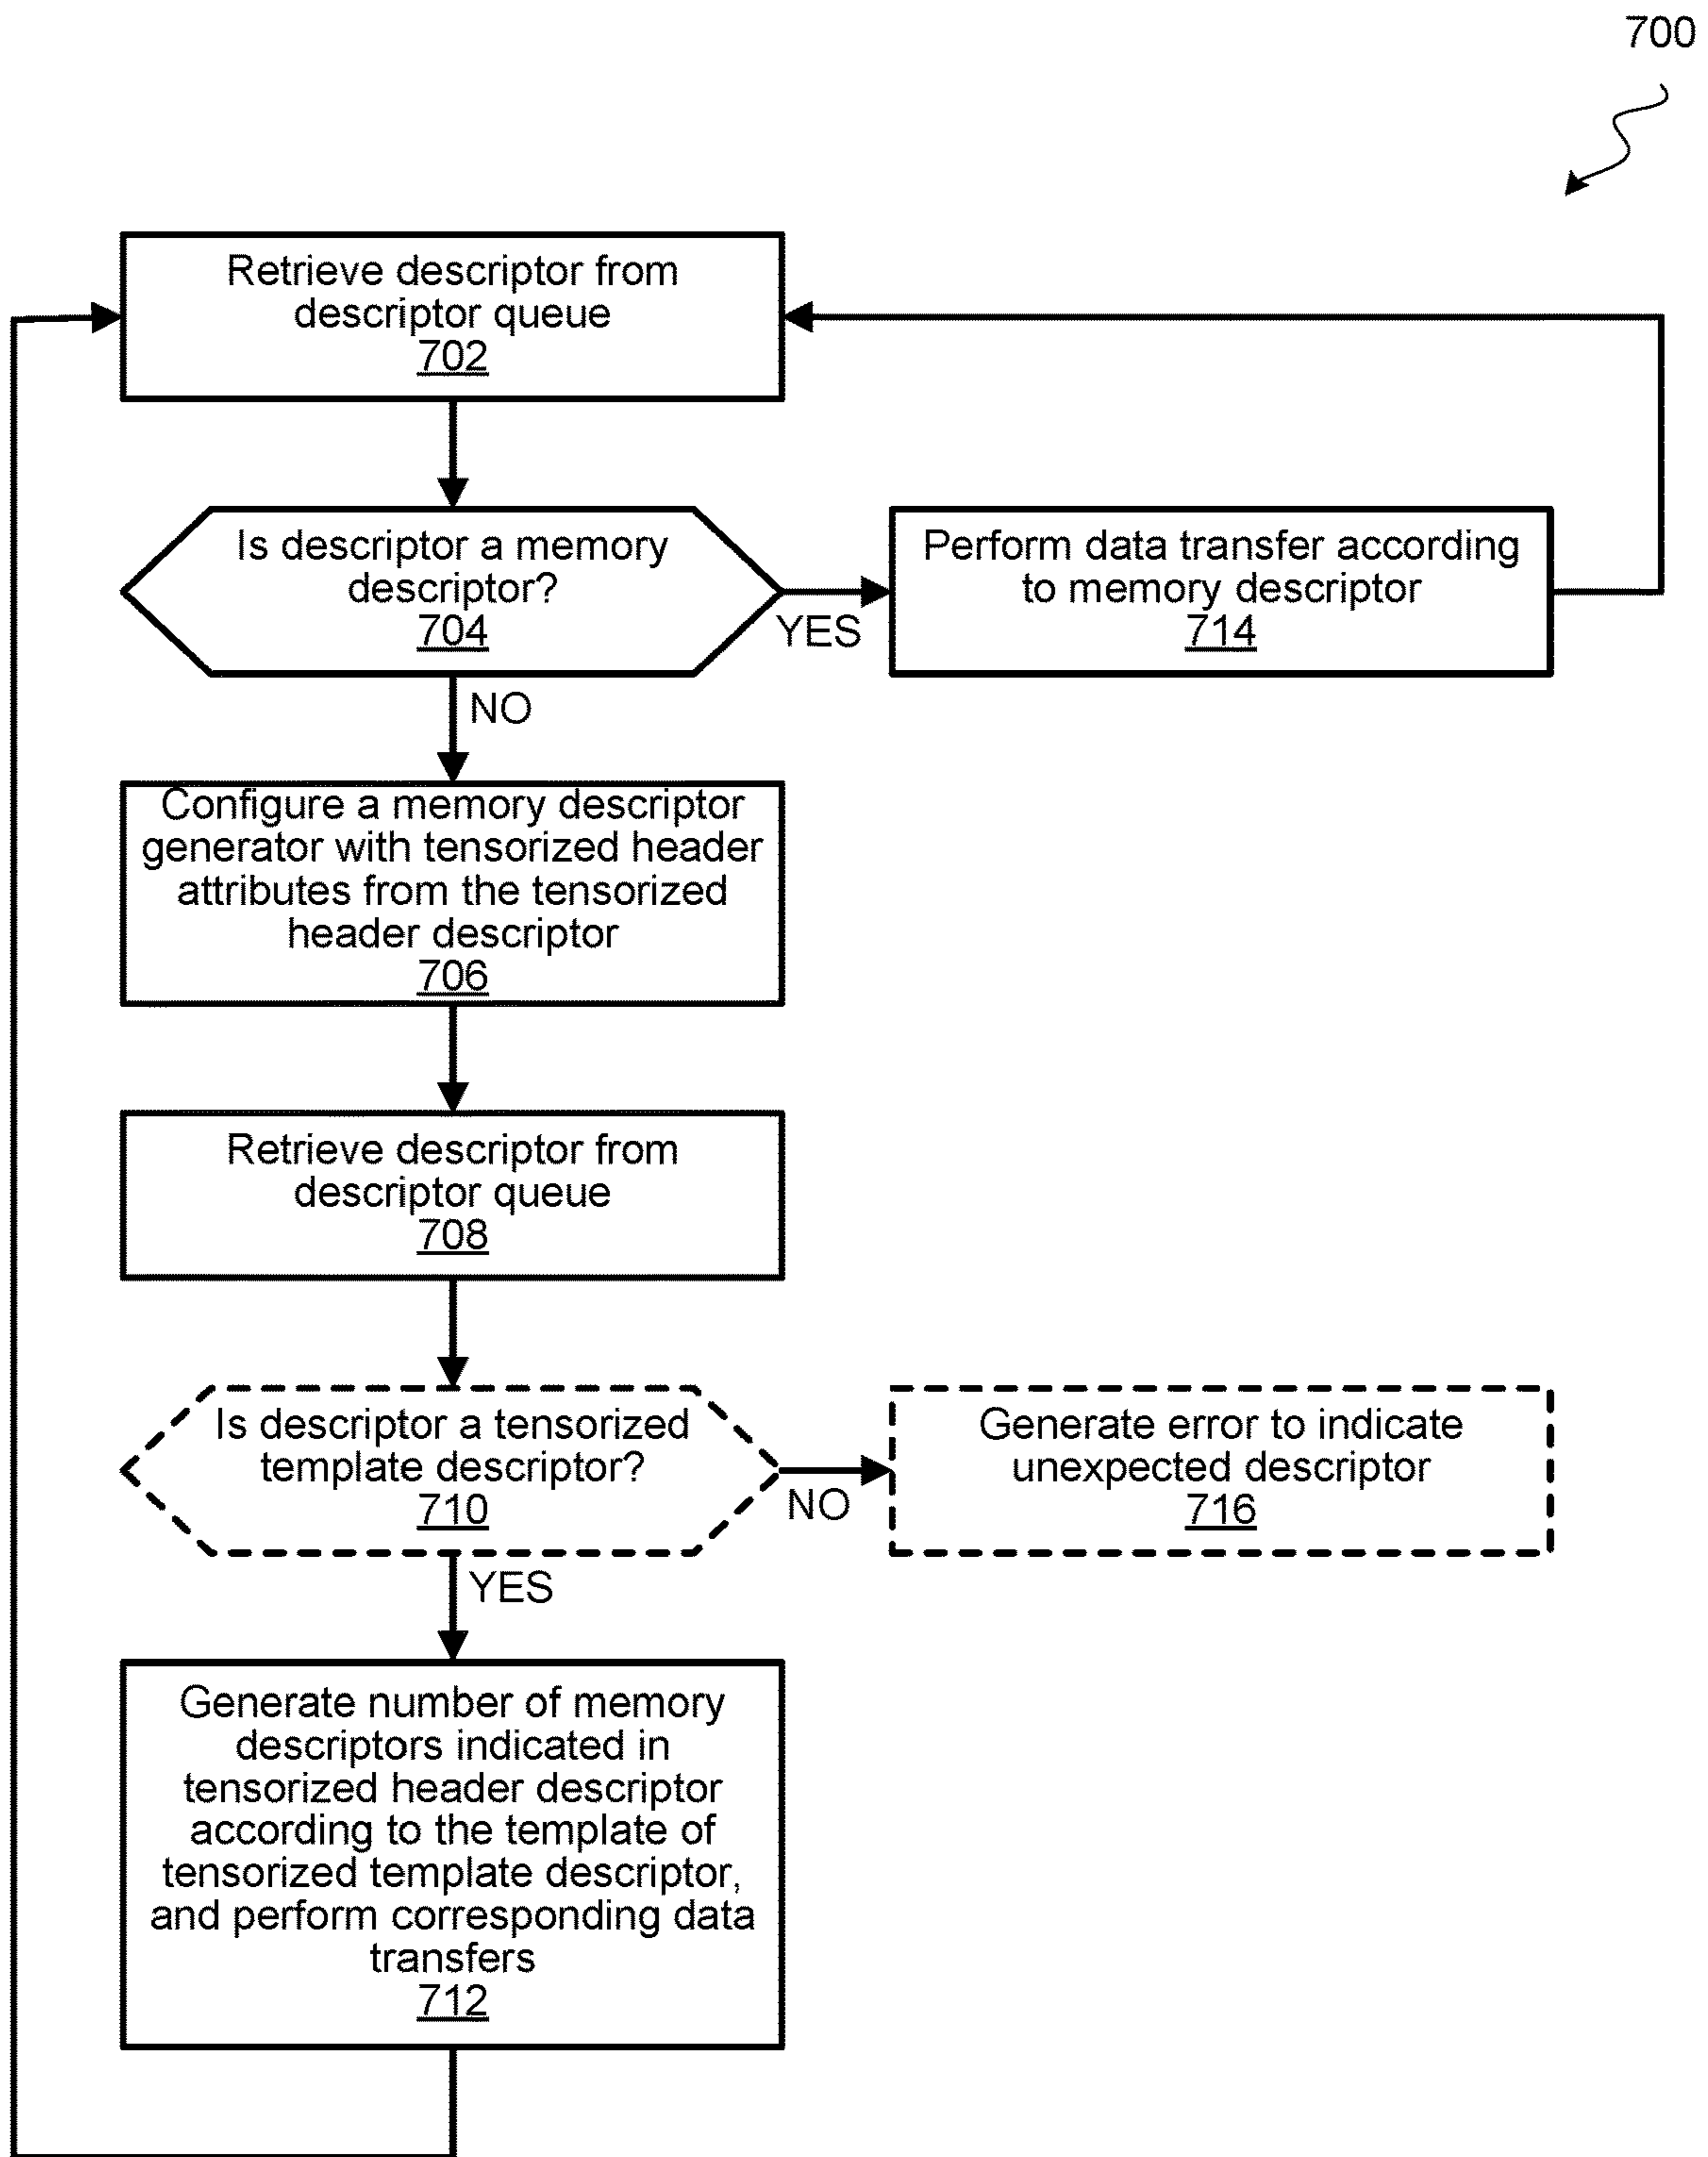 700
Retrieve descriptor from
descriptor queue
702
Is descriptor a memory
descriptor?
704
YES
Perform data transfer according
to memory descriptor
714
NO
Configure a memory descriptor
generator with tensorized header
attributes from the tensorized
header descriptor
706
Retrieve descriptor from
descriptor queue
708
Is descriptor a tensorized
template descriptor?
710
NO
Generate error to indicate
unexpected descriptor
716
YES
Generate number of memory
descriptors indicated in
tensorized header descriptor
according to the template of
tensorized template descriptor,
and perform corresponding data
transfers
712